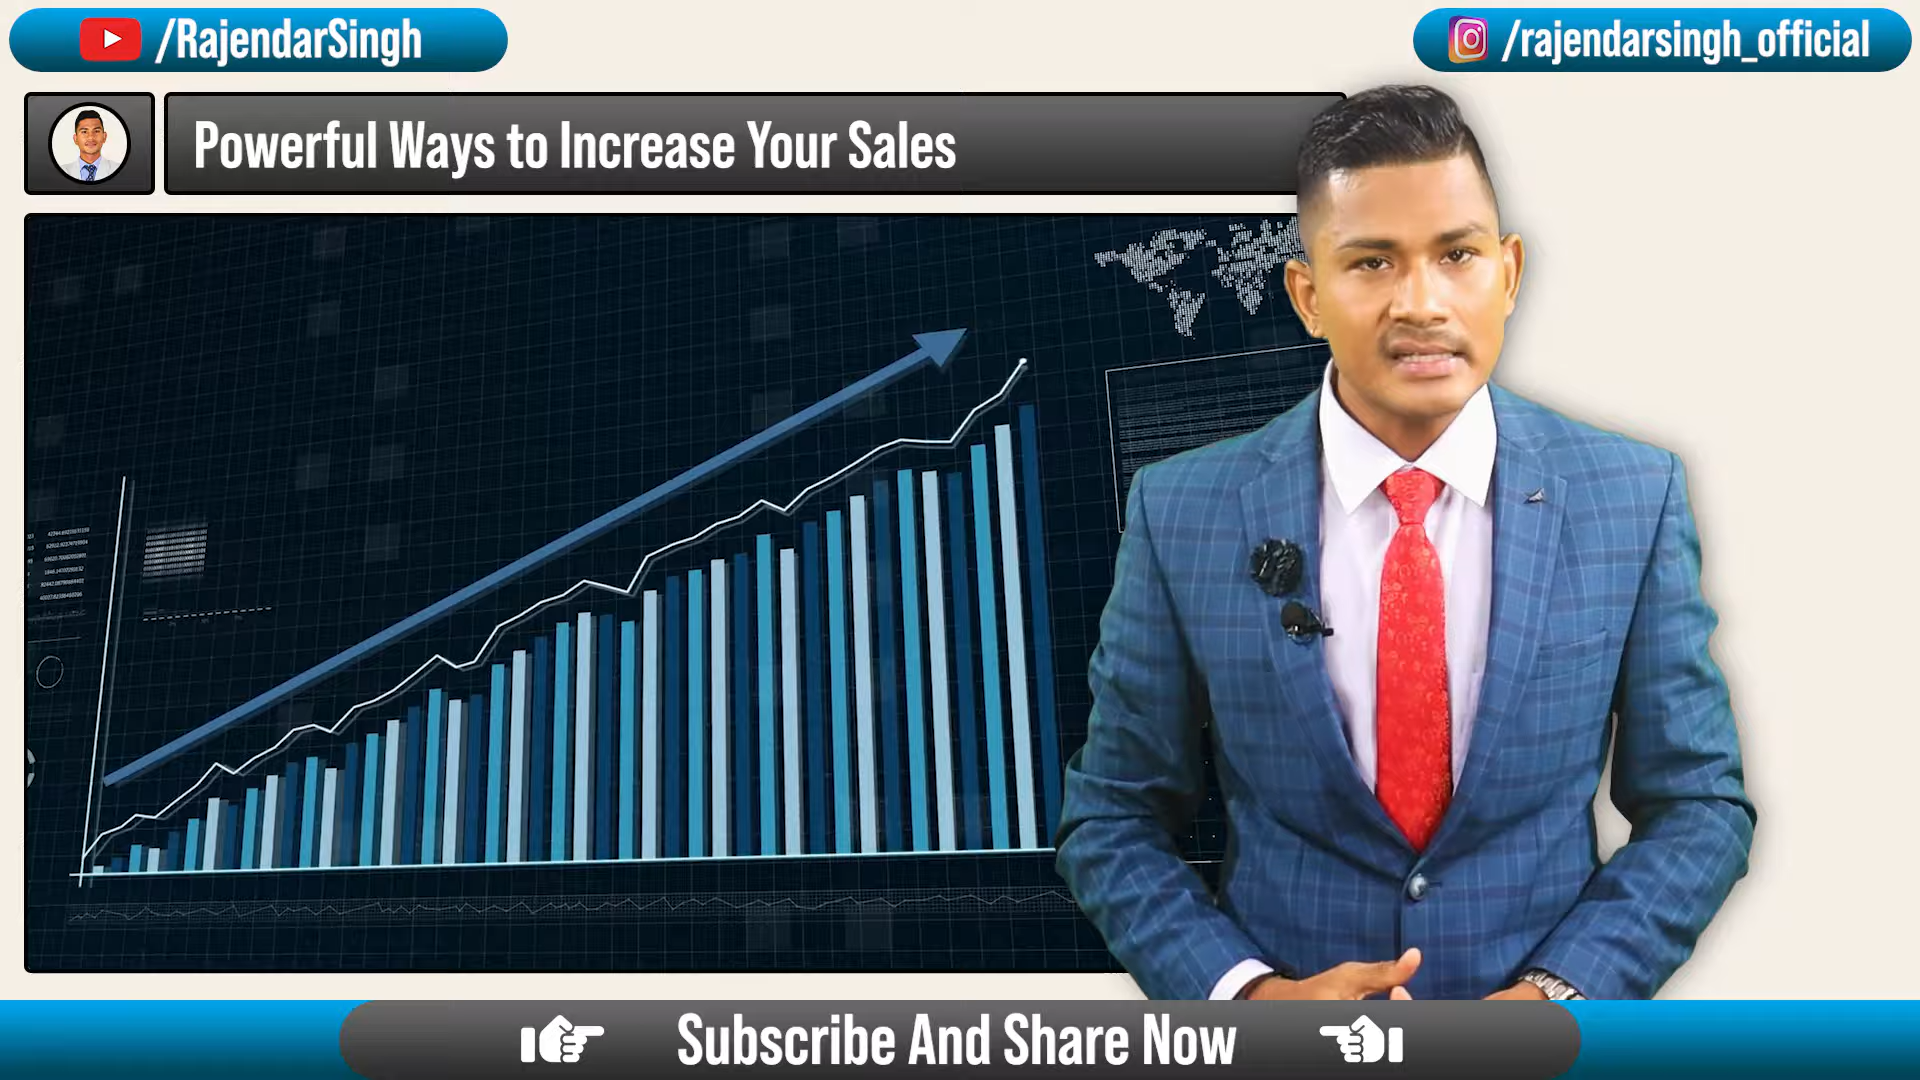 /RajendarSingh
/rajendarsingh_official
Powerful Ways to Increase Your Sales
Subscribe And Share Now